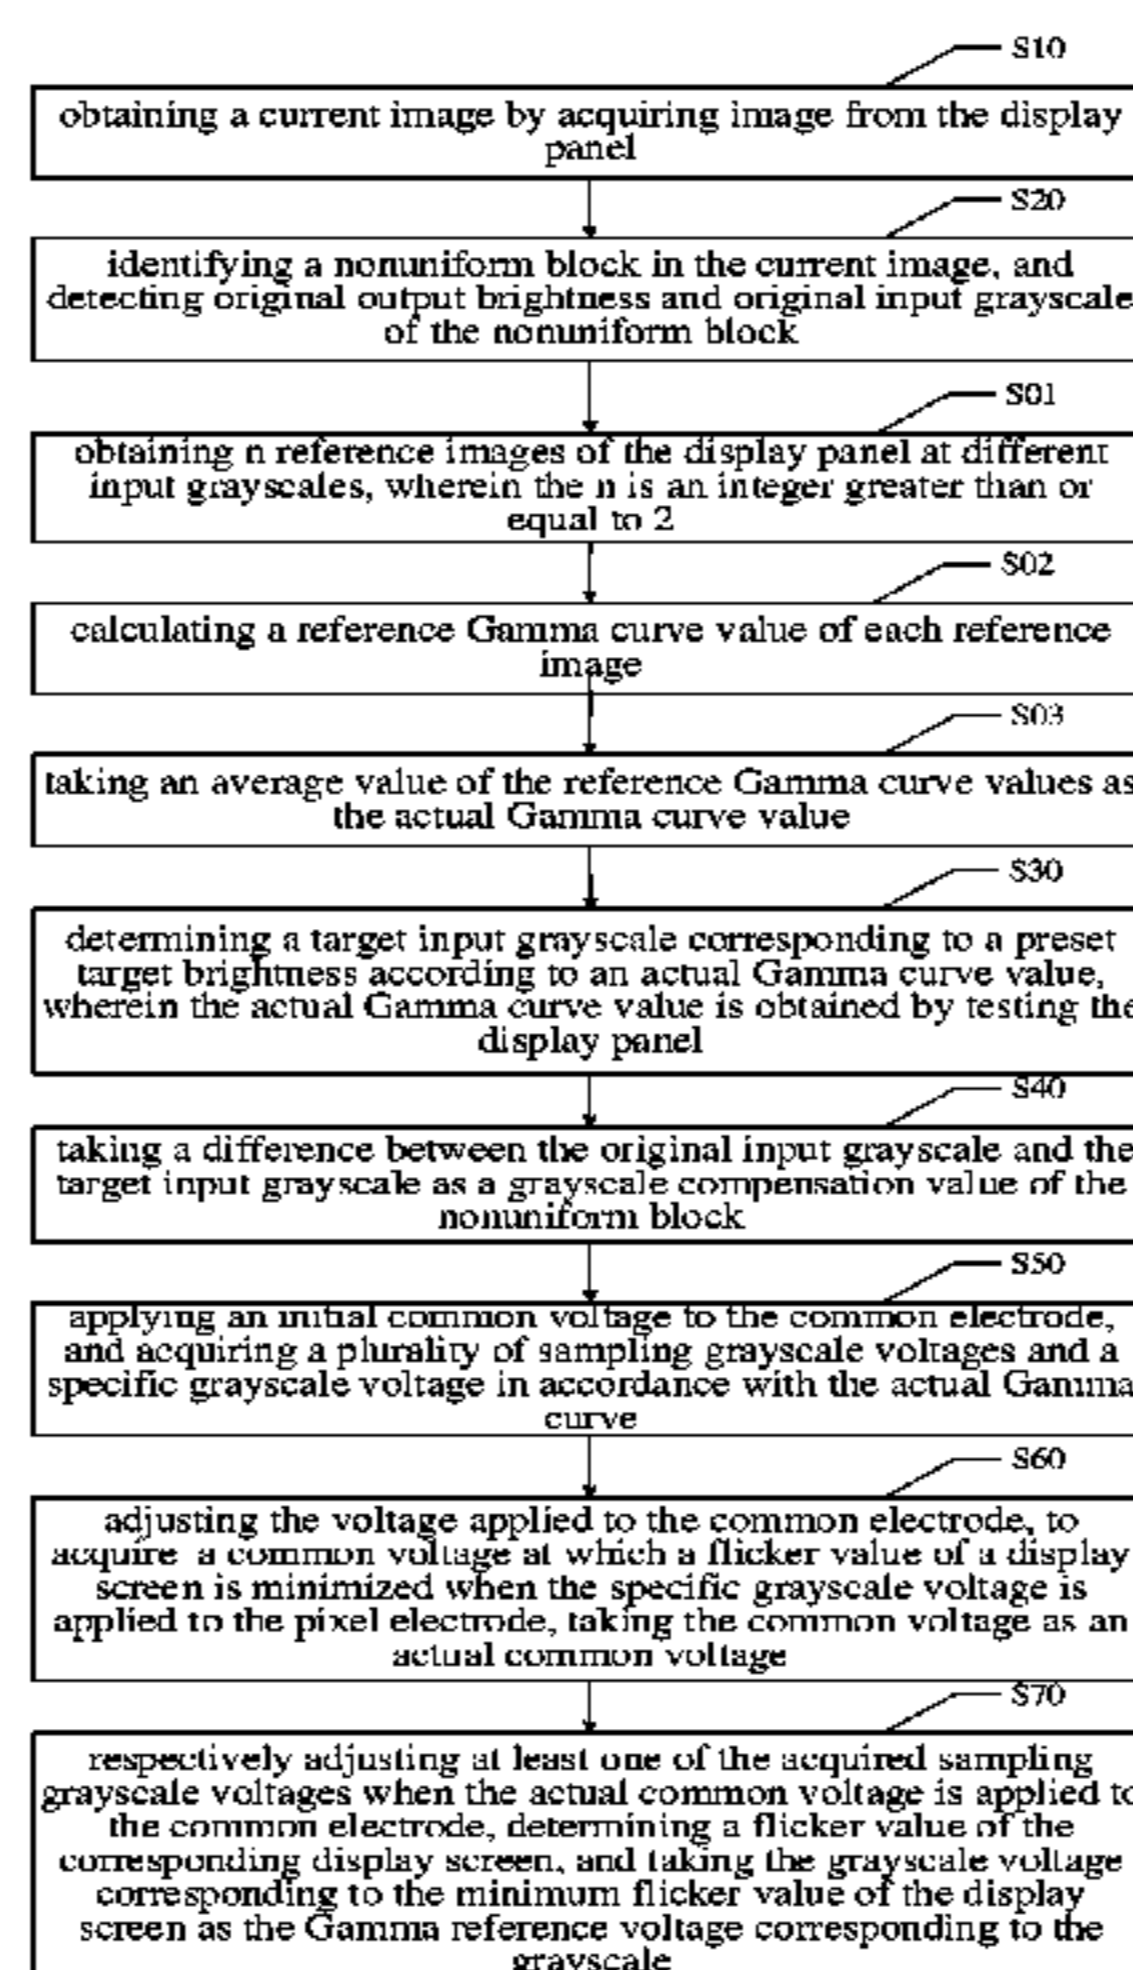 S10
obtaining a current image by acquiring image from the display
panel
S20
identifying a nonuniform block in the current image, and
detecting original output brightness and original input grayscale
of the nonuniform block
S01
obtaining n reference images of the display panel at different
input grayscales, wherein the n is an integer greater than or
equal to 2
S02
calculating a reference Gamma curve value of each reference
image
S03
taking an average value of the reference Gamma curve values as
the actual Gamma curve value
S30
determining a target input grayscale corresponding to a preset
target brightness according to an actual Gamma curve value,
wherein the actual Gamma curve value is obtained by testing the
display panel
S40
taking a difference between the original input grayscale and the
target input grayscale as a grayscale compensation value of the
nonuniform block
S50
applying an initial common voltage to the common electrode,
and acquiring a plurality of sampling grayscale voltages and a
specific grayscale voltage in accordance with the actual Gamma
curve
S60
adjusting the voltage applied to the common electrode, to
acquire a common voltage at which a flicker value of a display
screen is minimized when the specific grayscale voltage is
applied to the pixel electrode, taking the common voltage as an
actual common voltage
S70
respectively adjusting at least one of the acquired sampling
grayscale voltages when the actual common voltage is applied to
the common electrode, determining a flicker value of the
corresponding display screen, and taking the grayscale voltage
corresponding to the minimum flicker value of the display
screen as the Gamma reference voltage corresponding to the
grayscale